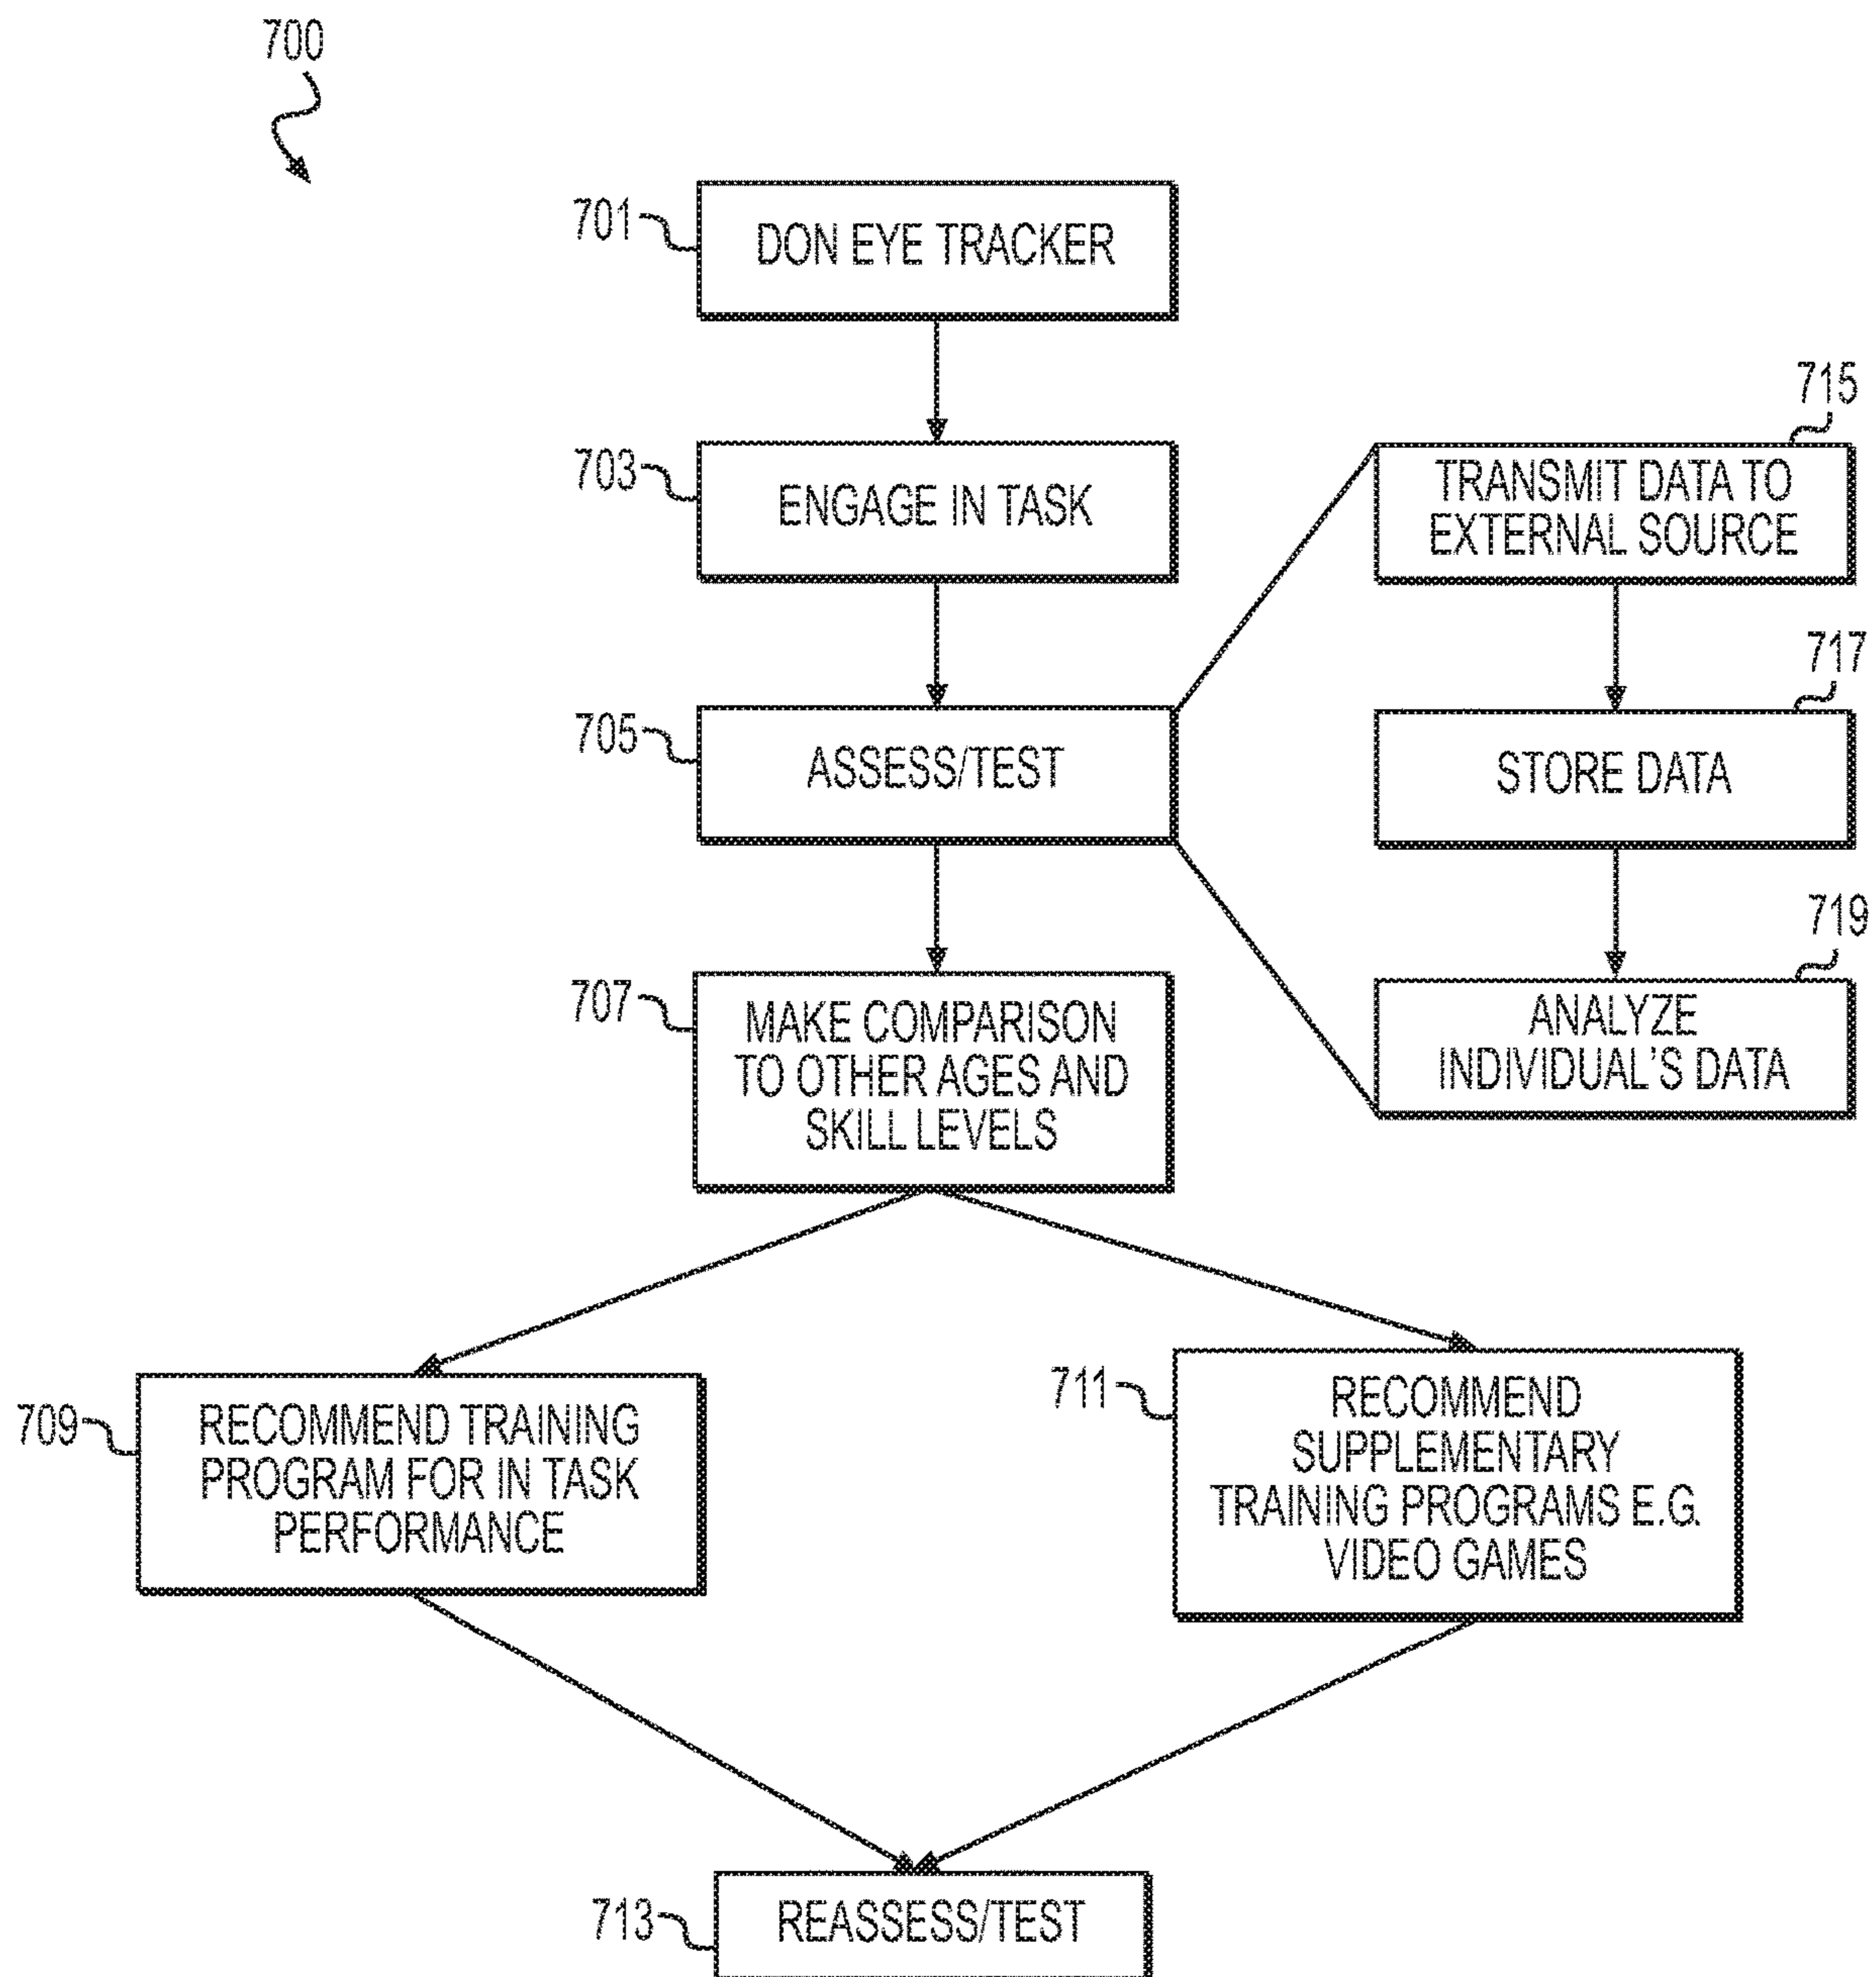 700
701
DON EYE TRACKER
703
ENGAGE IN TASK
715
TRANSMIT DATA TO
EXTERNAL SOURCE
705
ASSESS/TEST
717
STORE DATA
707
MAKE COMPARISON
TO OTHER AGES AND
SKILL LEVELS
719
ANALYZE
INDIVIDUAL'S DATA
709
RECOMMEND TRAINING
PROGRAM FOR IN TASK
PERFORMANCE
711
RECOMMEND
SUPPLEMENTARY
TRAINING PROGRAMS E.G.
VIDEO GAMES
713
REASSESS/TEST